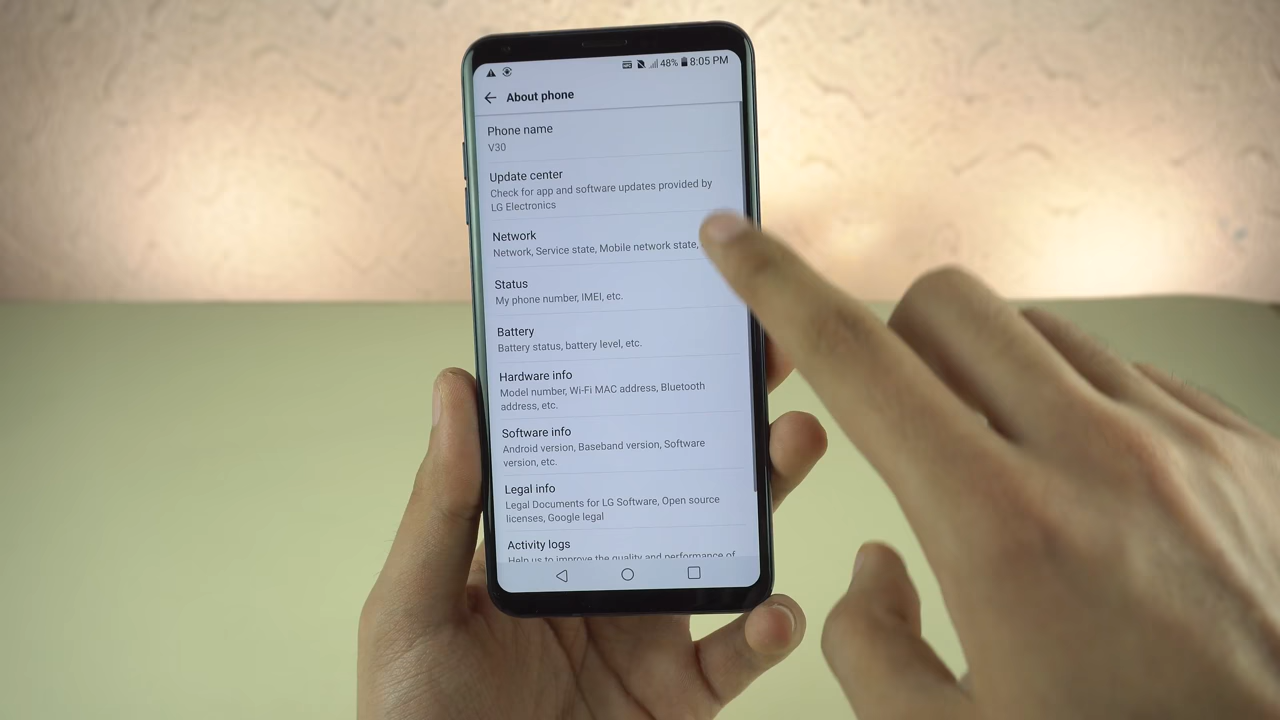 48% 8:05 PM
About phone
Phone name
V30
Update center
Check for app and software updates provided by
LG Electronics
Network
Network, Service state, Mobile network state,
Status
My phone number, IMEI, etc.
Battery
Battery status, battery level, etc.
Hardware info
Model number, Wi-Fi MAC address, Bluetooth
address, etc.
Software info
Android version, Baseband version, Software
version, etc.
Legal info
Legal Documents for LG Software, Open source
licenses, Google legal
Activity logs
Help us to improve the quality and performance of